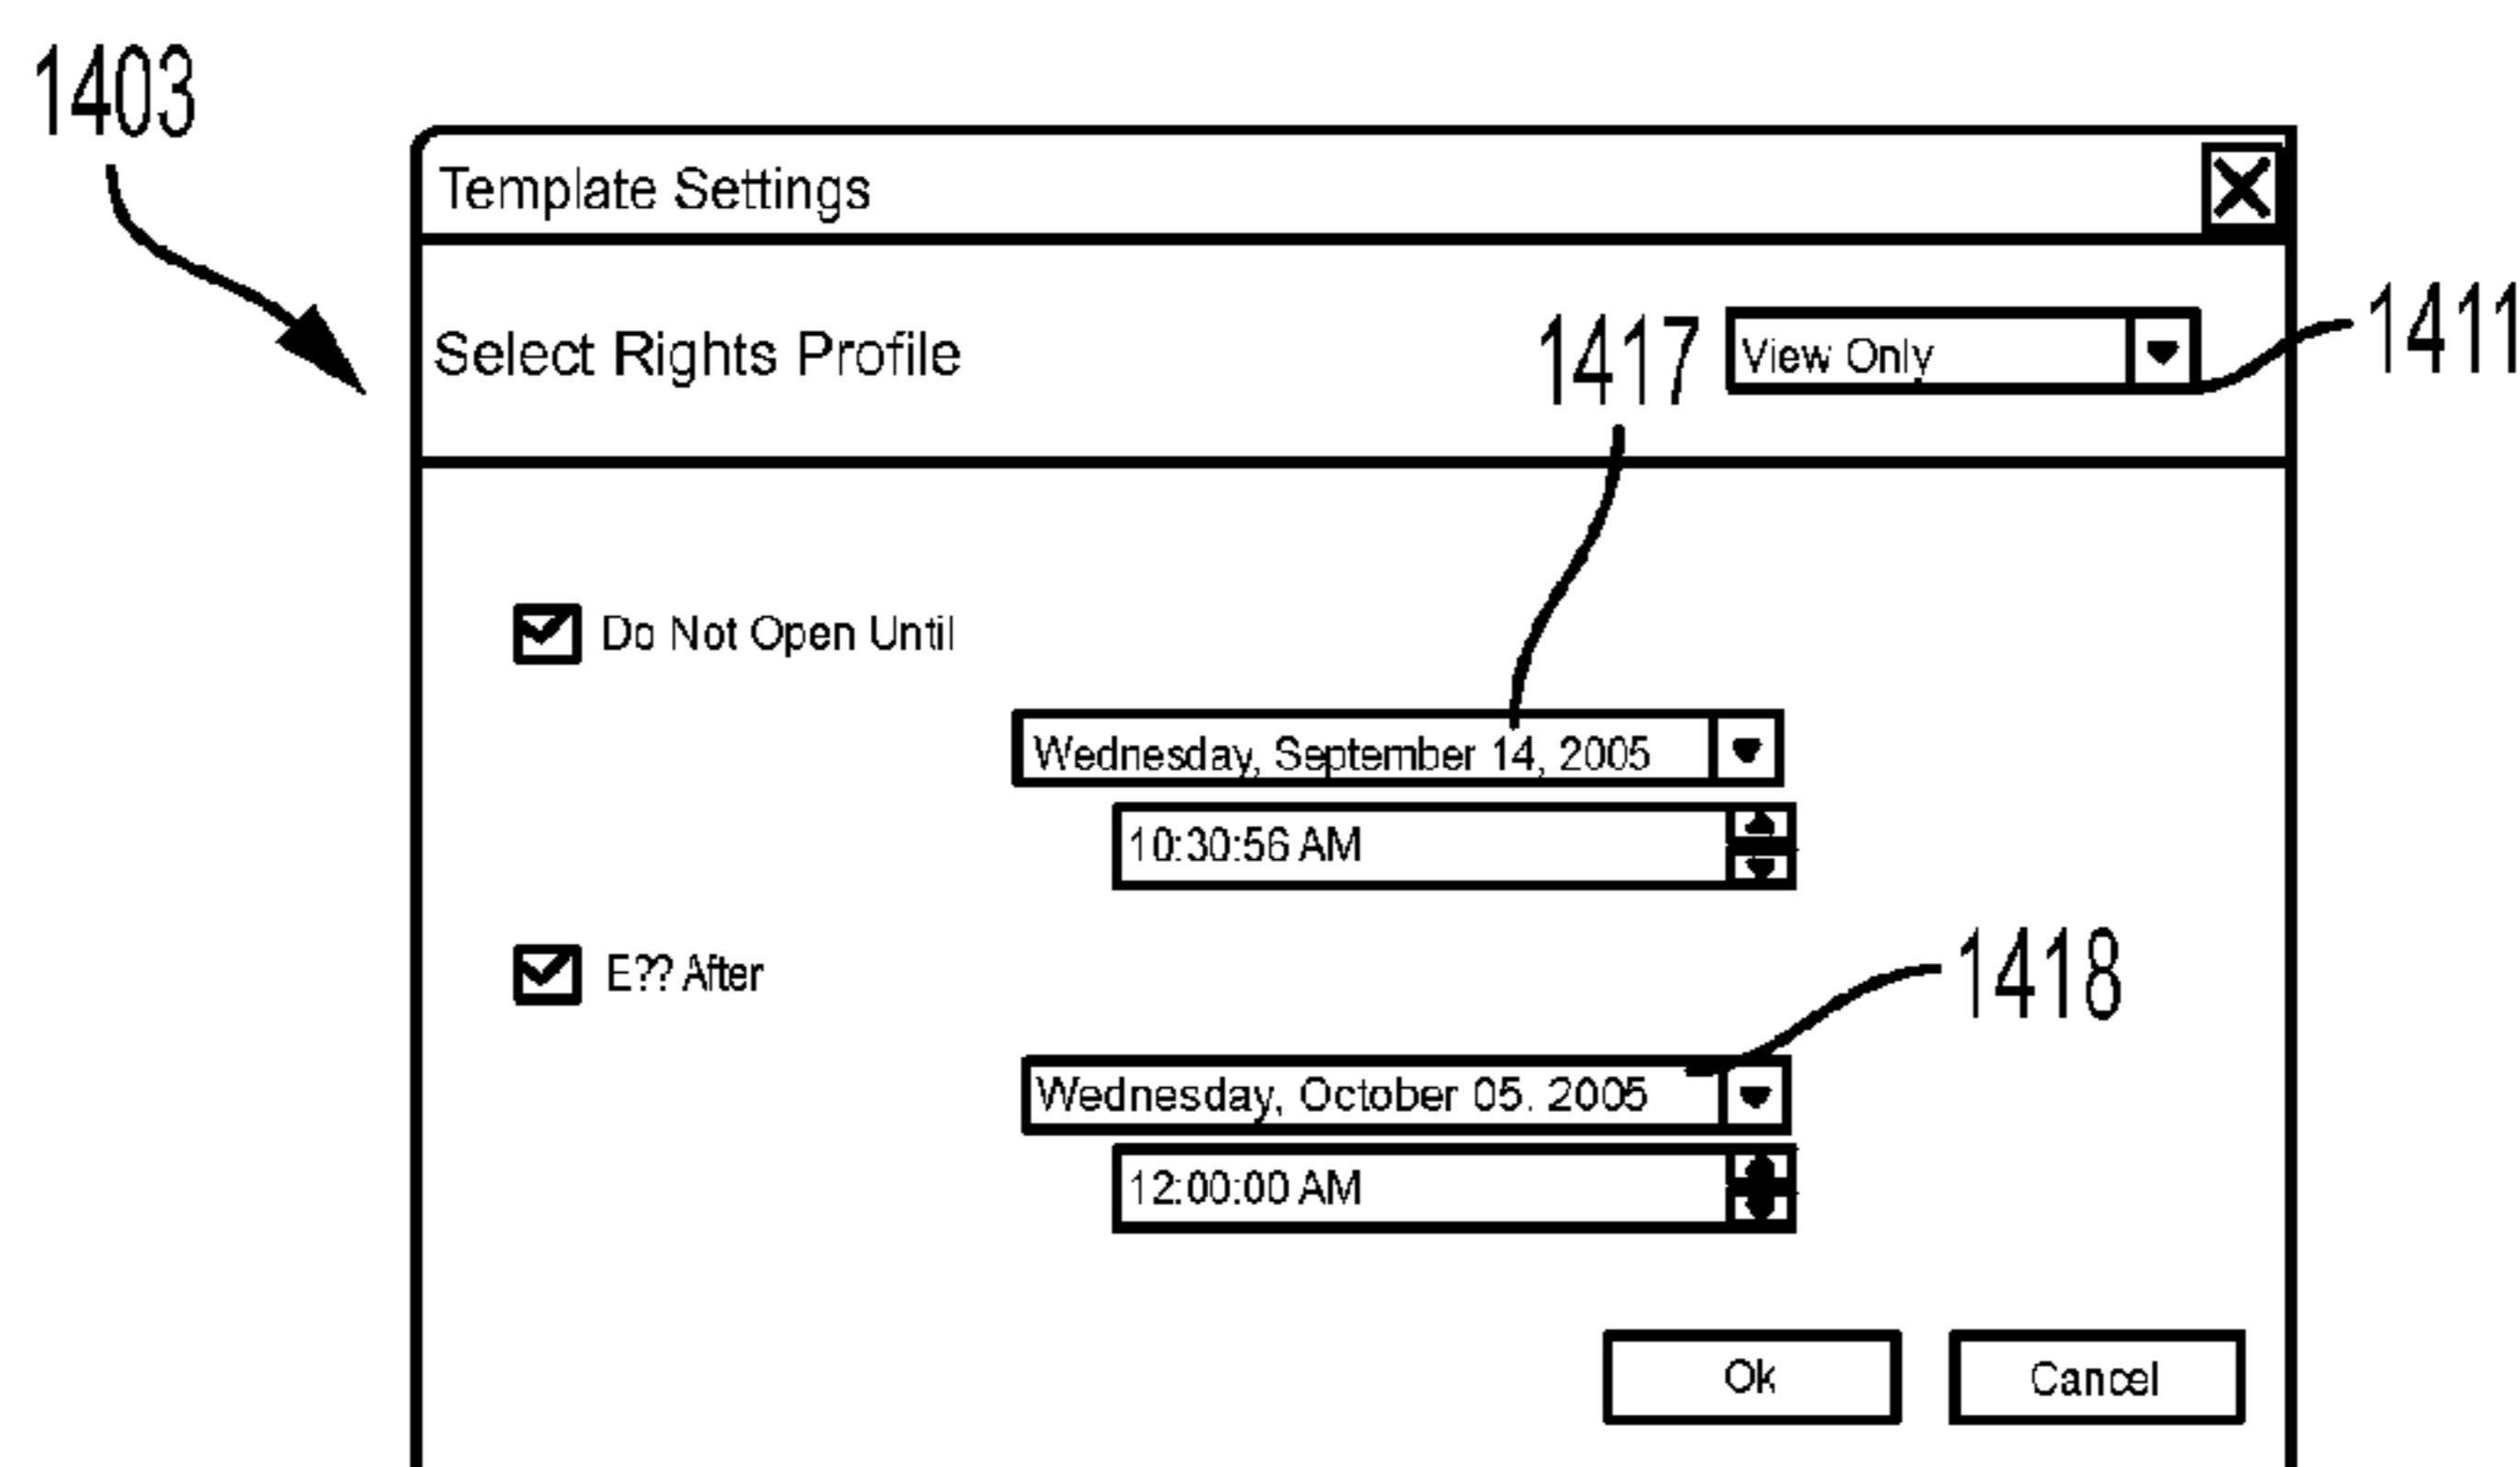 1403
Template Settings
Select Rights Profile
1417
View Only
1411
Do Not Open Until
Wednesday, September 14, 2005
10:30:56 AM
E?? After
1418
Wednesday, October 05. 2005
12:00:00 AM
Ok
Cancel